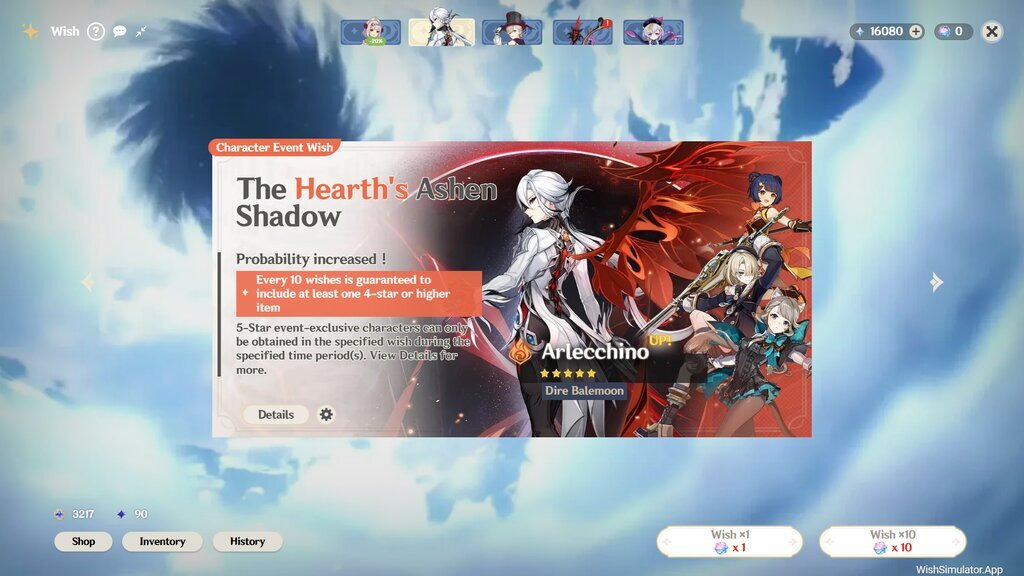 Wish ?
-20%
!
16080 +
0
Character Event Wish
The Hearth's Ashen
Shadow
Probability increased !
Every 10 wishes is guaranteed to
include at least one 4-star or higher
item
5-Star event-exclusive characters can only
be obtained in the specified wish during the
specified time period(s). View Details for
more.
UP!
Arlecchino
Dire Balemoon
Details
3217 90
Shop Inventory History
Wish ×1
x 1
Wish ×10
x 10
WishSimulator.App